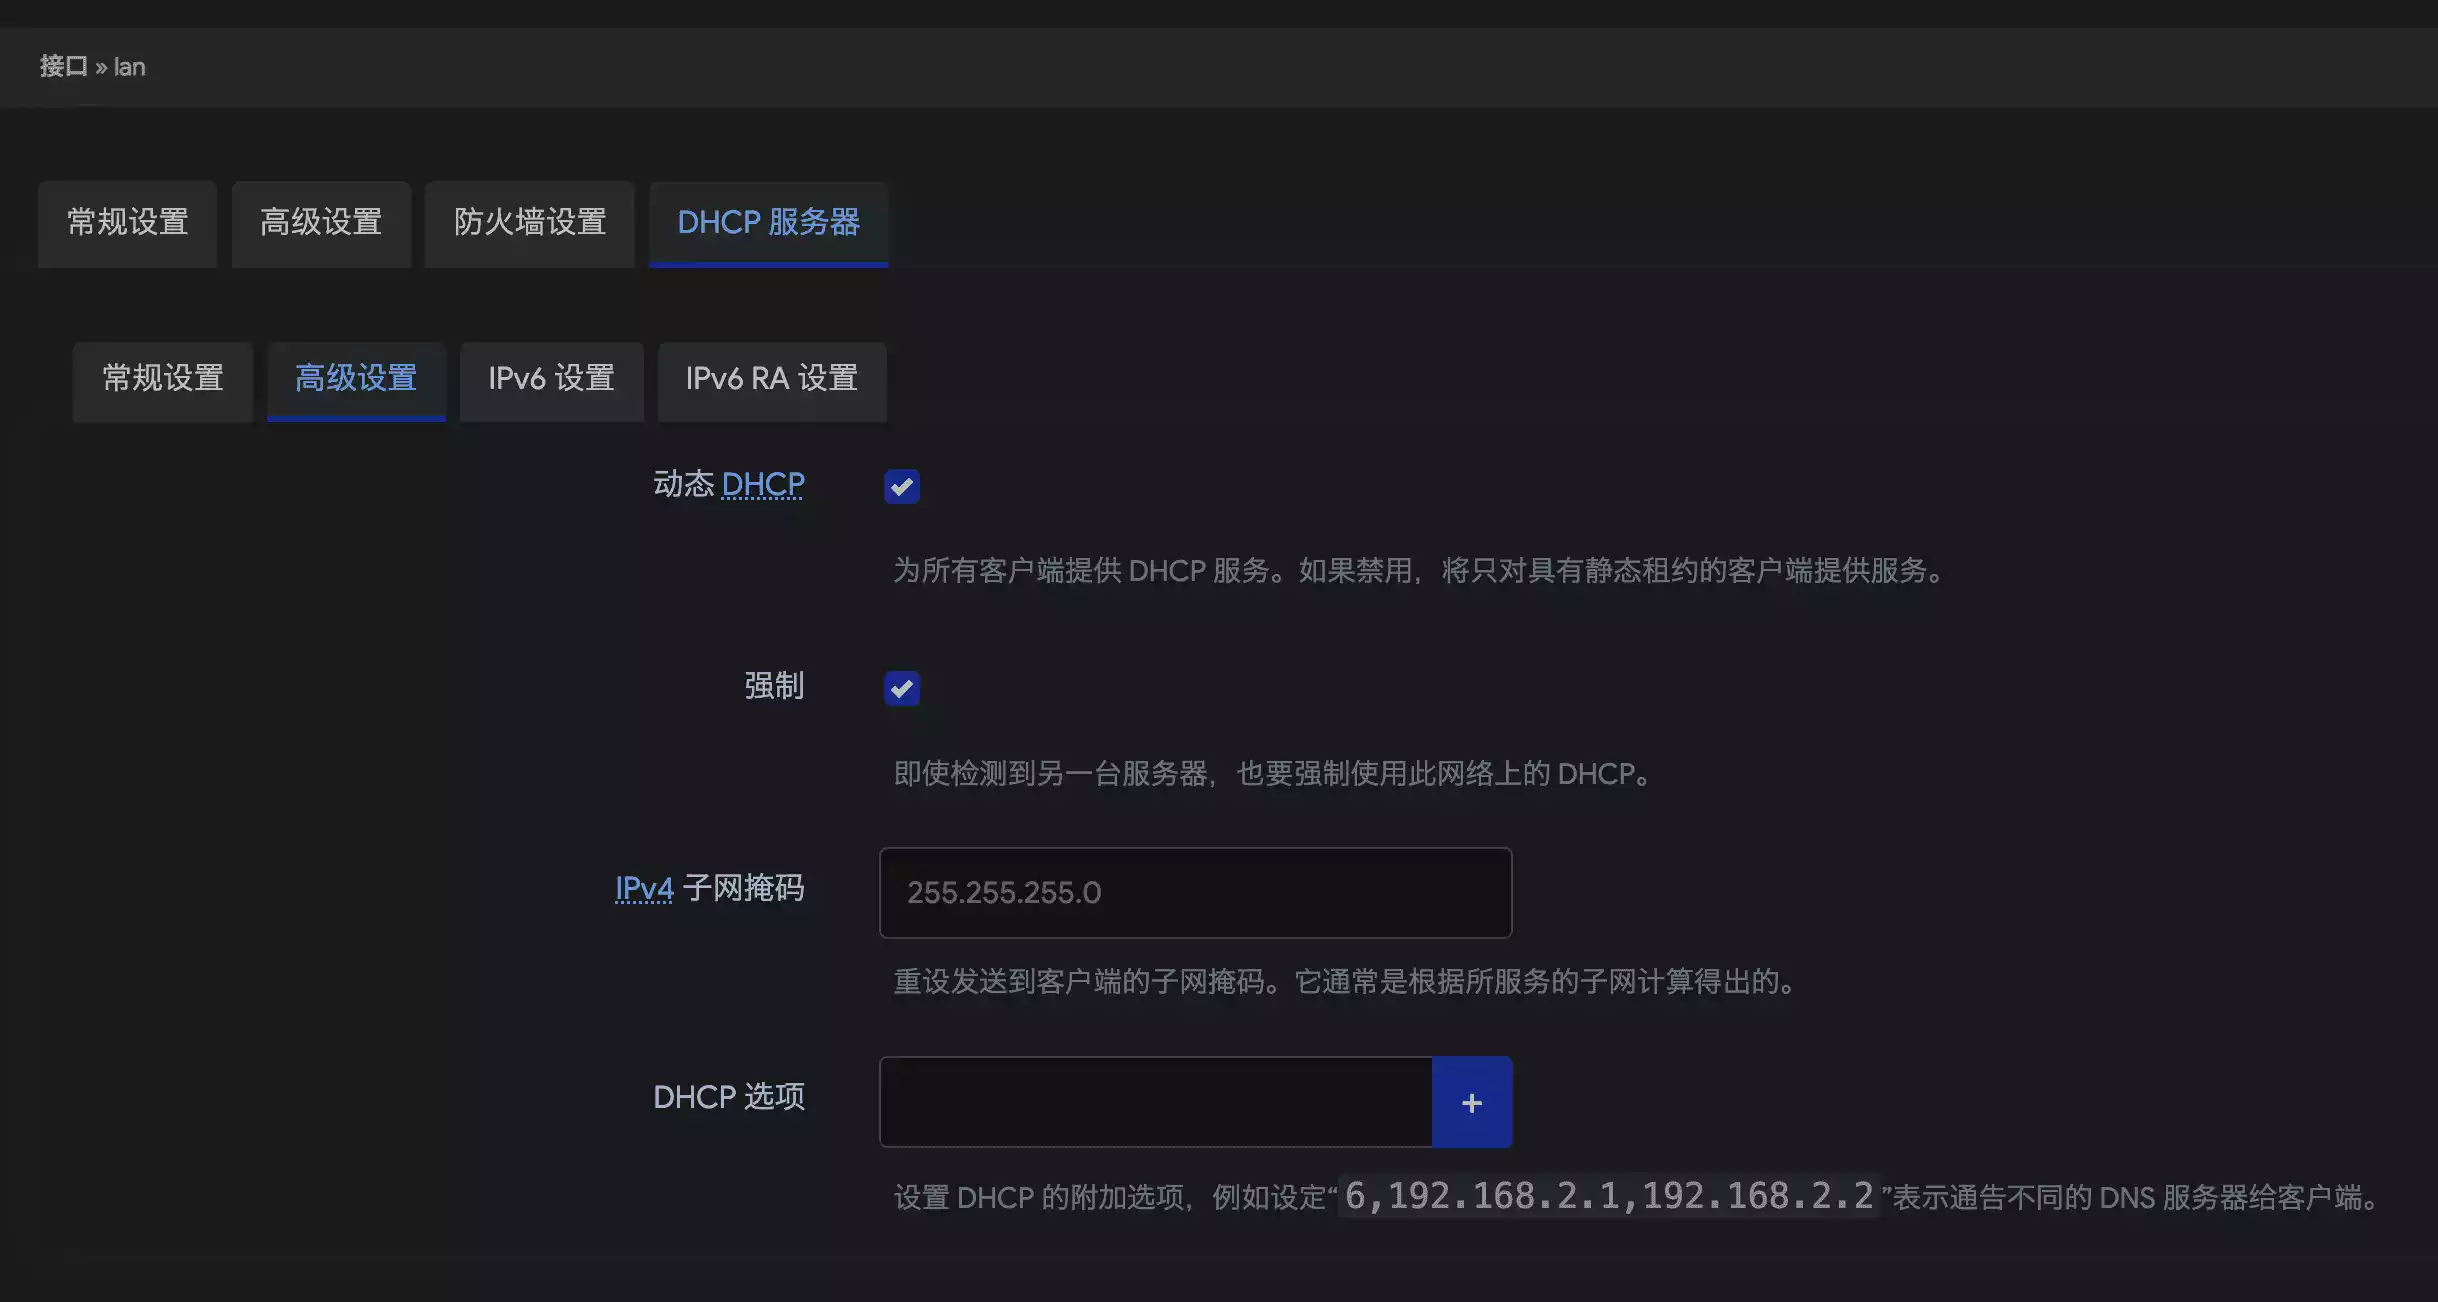 接口 » lan
常规设置 高级设置 防火墙设置 DHCP 服务器
常规设置 高级设置 IPv6 设置 IPv6 RA 设置
动态 DHCP
为所有客户端提供 DHCP 服务。如果禁用，将只对具有静态租约的客户端提供服务。
强制
即使检测到另一台服务器，也要强制使用此网络上的 DHCP。
IPv4 子网掩码 255.255.255.0
重设发送到客户端的子网掩码。它通常是根据所服务的子网计算得出的。
DHCP 选项 +
设置 DHCP 的附加选项，例如设定“6,192.168.2.1,192.168.2.2”表示通告不同的 DNS 服务器给客户端。